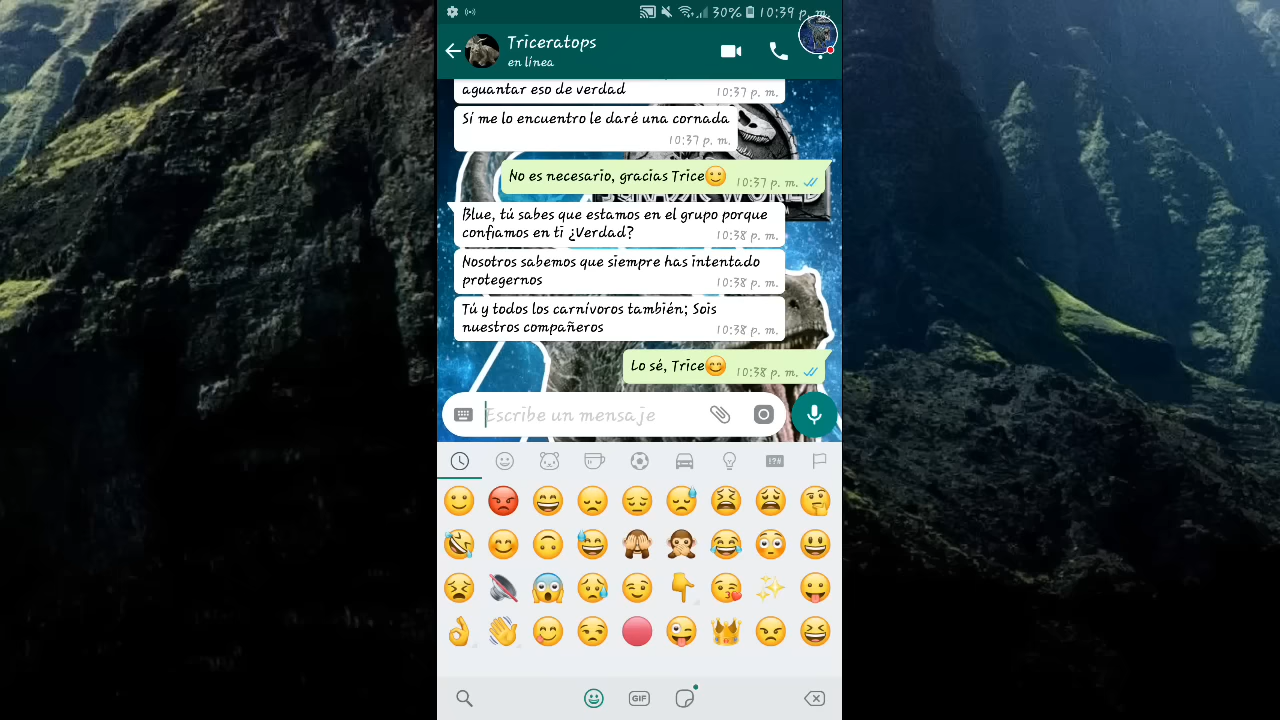 30% 10:39 p. m.
Triceratops
en línea
aguantar eso de verdad
10:37 p. m.
Sí me lo encuentro le daré una cornada
10:37 p. m.
No es necesario, gracias Trice
10:37 p. m.
Blue, tú sabes que estamos en el grupo porque
confiamos en ti ¿Verdad?
10:38 p. m.
Nosotros sabemos que siempre has intentado
protegernos
10:38 p. m.
Tú y todos los carnívoros también; Sois
nuestros compañeros
10:38 p. m.
Lo sé, Trice
10:38 p. m.
Escribe un mensaje
!?#
GIF